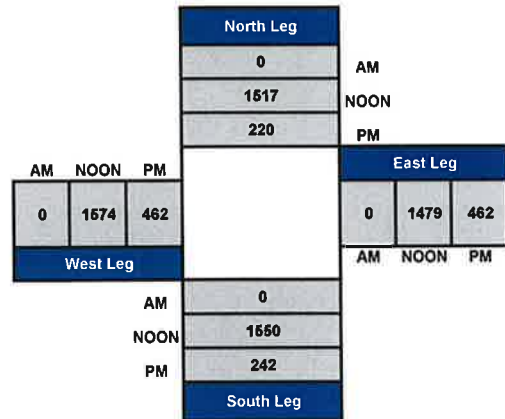 North Leg
0 AM
1517 NOON
220 PM
AM NOON PM
0 1574 462
West Leg
East Leg
0 1479 462
AM NOON PM
AM 0
NOON 1550
PM 242
South Leg